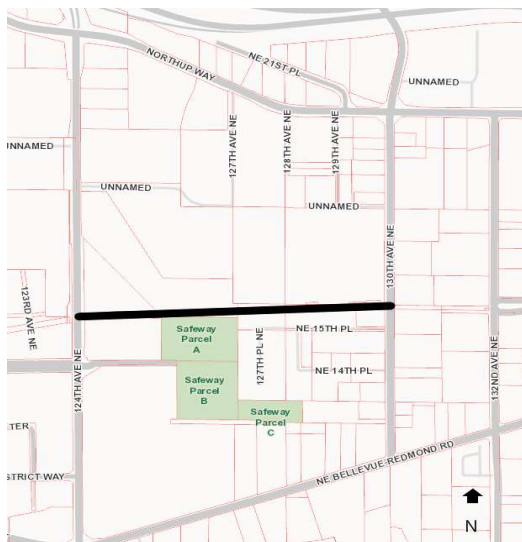 NORTHUP WAY
NE 21ST PL
UNNAMED
UNNAMED
127TH AVE NE
128TH AVE NE
129TH AVE NE
UNNAMED
UNNAMED
130TH AVE NE
123RD AVE NE
124TH AVE NE
Safeway
Parcel
A
127TH PL NE
NE 15TH PL
NE 14TH PL
132ND AVE NE
Safeway
Parcel
B
Safeway
Parcel
C
TER
STRICT WAY
NE BELLEVUE-REDMOND RD
N